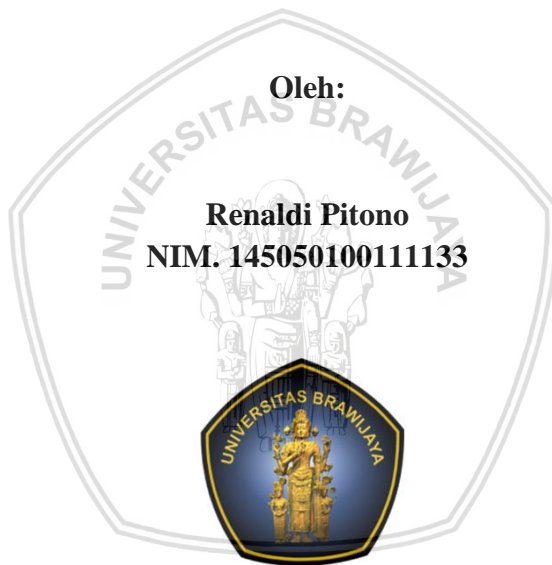 Oleh:
UNIVERSITAS BRAWIJAYA
Renaldi Pitono
NIM. 145050100111133
UNIVERSITAS BRAWIJAYA